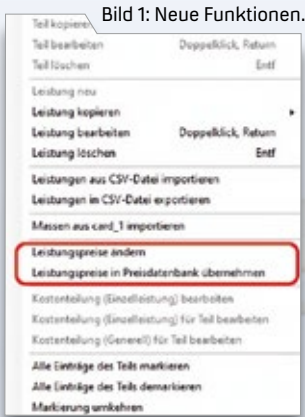 Bild 1: Neue Funktionen.
Teil kopieren
Teil bearbeiten Doppelklick, Return
Teil löschen Entf
Leistung neu
Leistung kopieren
Leistung bearbeiten Doppelklick, Return
Leistung löschen Entf
Leistungen aus CSV-Datei importieren
Leistungen in CSV-Datei exportieren
Massen aus card_1 importieren
Leistungspreise ändern
Leistungspreise in Preisdatenbank übernehmen
Kostenteilung (Einzelleistung) bearbeiten
Kostenteilung (Einzelleistung) für Teil bearbeiten
Kostenteilung (Generell) für Teil bearbeiten
Alle Einträge des Teils markieren
Alle Einträge des Teils demarkieren
Markierung umkehren